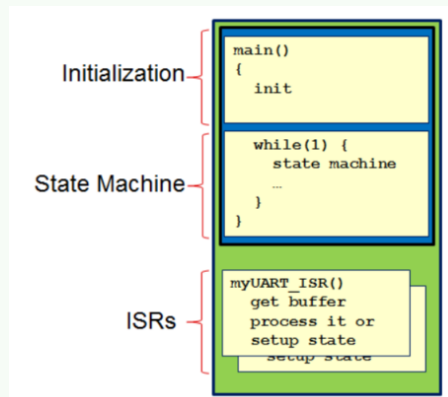 Initialization
main()
{
init
State Machine
while(1) {
state machine
…
}
}
ISRs
myUART_ISR()
get buffer
process it or
setup state
setup state